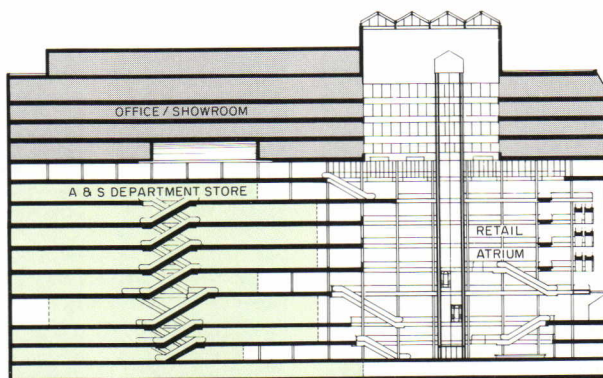 OFFICE / SHOWROOM
A & S DEPARTMENT STORE
RETAIL
ATRIUM